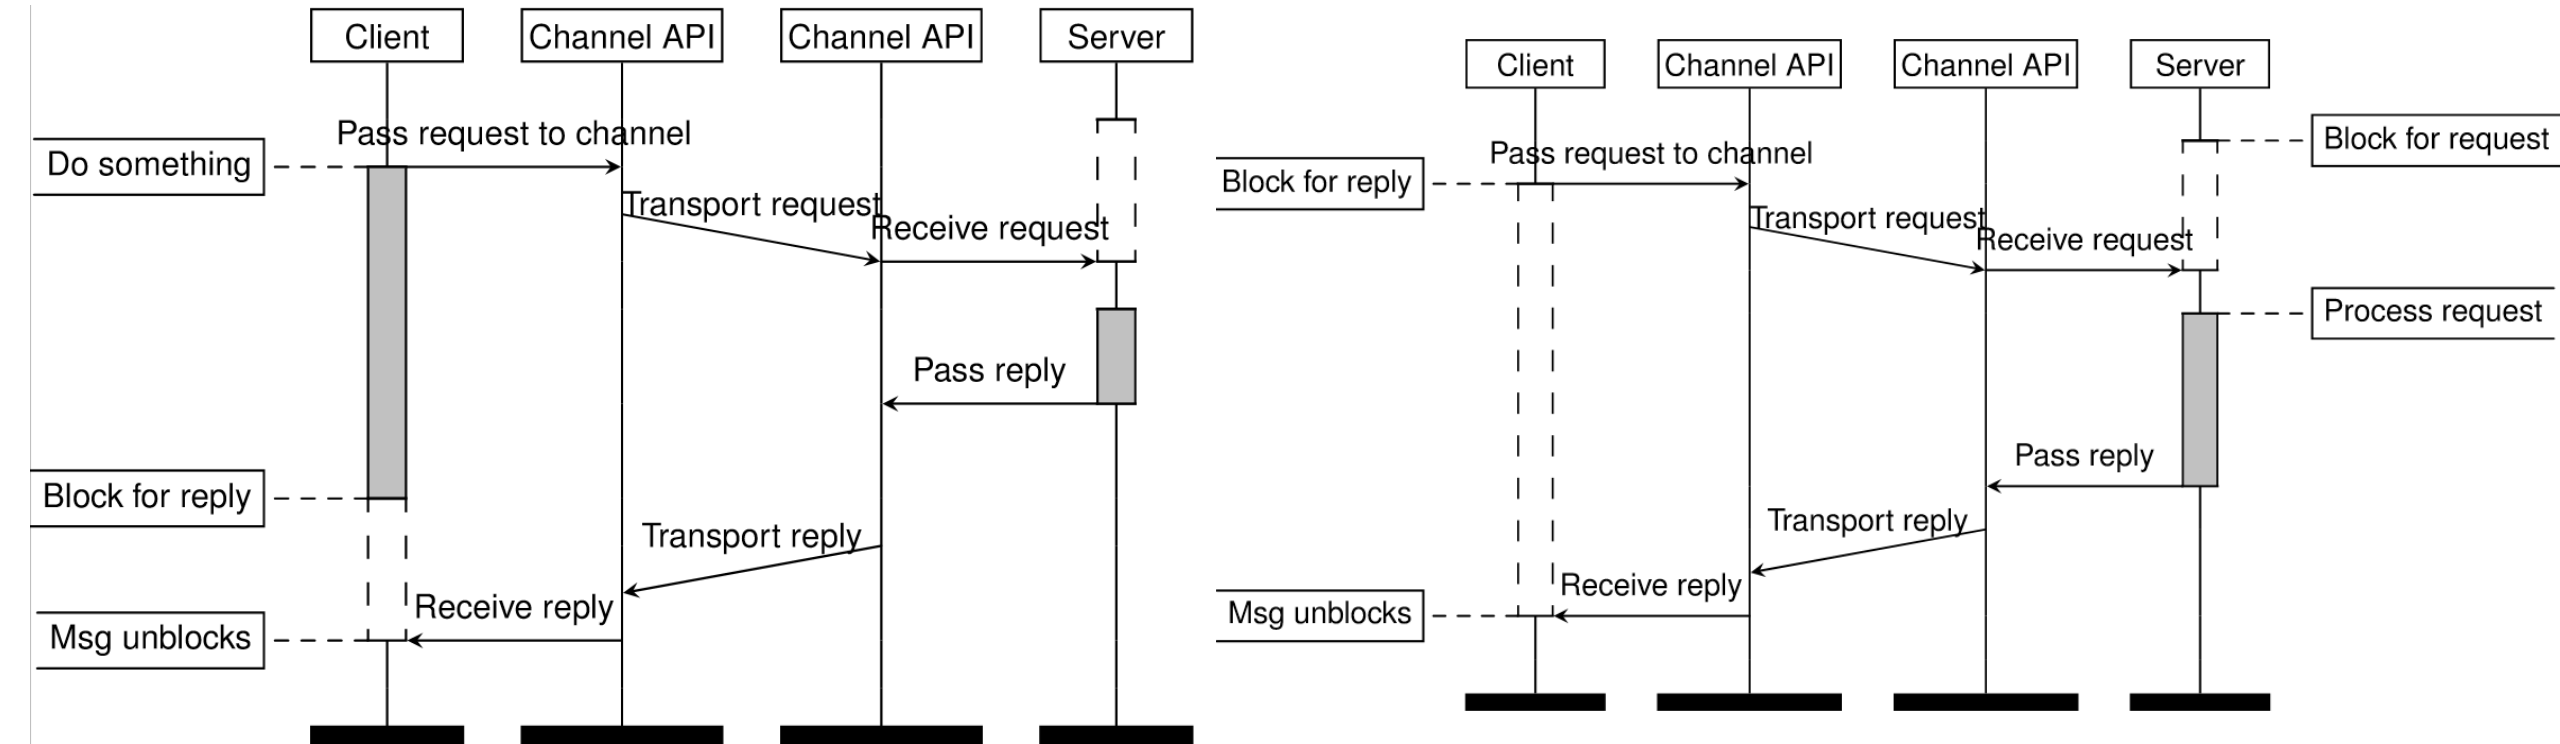 Client
Channel API
Channel API
Server
Pass request to channel
Do something
Transport request
Receive request
Pass reply
Block for reply
Transport reply
Receive reply
Msg unblocks
Client
Channel API
Channel API
Server
Block for request
Pass request to channel
Block for reply
Transport request
Receive request
Process request
Pass reply
Transport reply
Receive reply
Msg unblocks